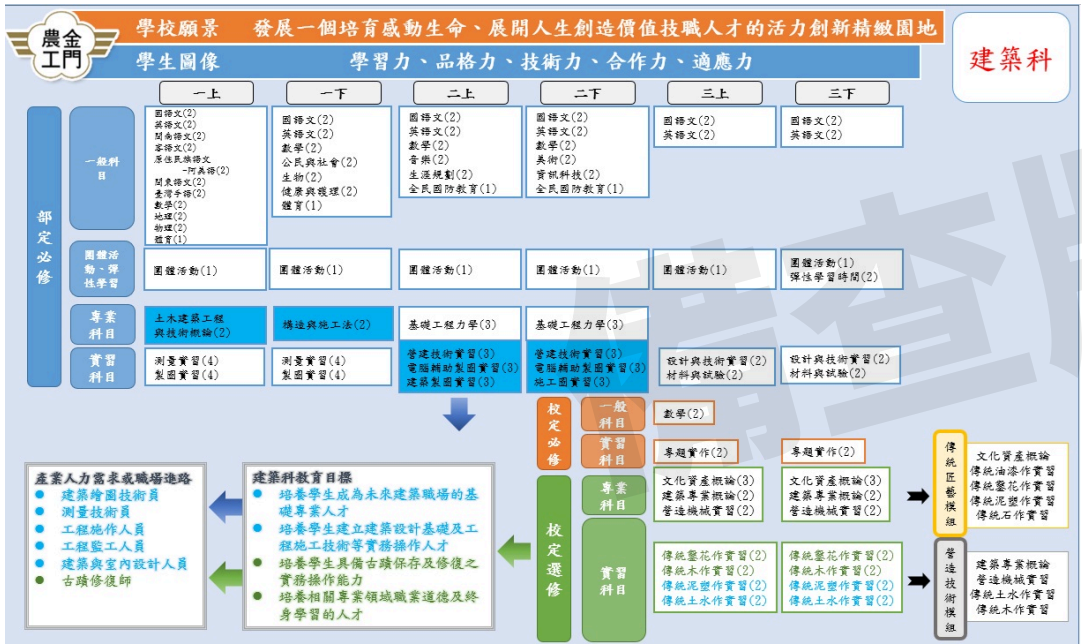 金門
農工
學校願景 發展一個培育感動生命、展開人生創造價值技職人才的活力創新精緻園地
學生圖像 學習力、品格力、技術力、合作力、適應力
建築科
一上
一下
二上
二下
三上
三下
部定必修
一般科目
國語文(2)
英語文(2)
閩南語文(2)
客語文(2)
原住民族語文
-阿美語(2)
閩東語文(2)
臺灣手語(2)
數學(2)
地理(2)
物理(2)
體育(1)
國語文(2)
英語文(2)
數學(2)
公民與社會(2)
生物(2)
健康與護理(2)
體育(1)
國語文(2)
英語文(2)
數學(2)
音樂(2)
生涯規劃(2)
全民國防教育(1)
國語文(2)
英語文(2)
數學(2)
美術(2)
資訊科技(2)
全民國防教育(1)
國語文(2)
英語文(2)
國語文(2)
英語文(2)
團體活動、彈性學習
團體活動(1)
團體活動(1)
團體活動(1)
團體活動(1)
團體活動(1)
團體活動(1)
彈性學習時間(2)
專業科目
土木建築工程
與技術概論(2)
構造與施工法(2)
基礎工程力學(3)
基礎工程力學(3)
實習科目
測量實習(4)
製圖實習(4)
測量實習(4)
製圖實習(4)
營建技術實習(3)
電腦輔助製圖實習(3)
建築製圖實習(3)
營建技術實習(3)
電腦輔助製圖實習(3)
施工圖實習(3)
設計與技術實習(2)
材料與試驗(2)
設計與技術實習(2)
材料與試驗(2)
校定必修
一般科目
數學(2)
實習科目
專題實作(2)
專題實作(2)
校定選修
專業科目
文化資產概論(3)
建築專業概論(2)
營造機械實習(2)
文化資產概論(3)
建築專業概論(2)
營造機械實習(2)
實習科目
傳統鏨花作實習(2)
傳統木作實習(2)
傳統泥塑作實習(2)
傳統土水作實習(2)
傳統鏨花作實習(2)
傳統木作實習(2)
傳統泥塑作實習(2)
傳統土水作實習(2)
傳統匠藝模組
文化資產概論
傳統油漆作實習
傳統鏨花作實習
傳統泥塑作實習
傳統石作實習
營造技術模組
建築專業概論
營造機械實習
傳統土水作實習
傳統木作實習
建築科教育目標
培養學生成為未來建築職場的基
礎專業人才
培養學生建立建築設計基礎及工
程施工技術等實務操作人才
培養學生具備古蹟保存及修復之
實務操作能力
培養相關專業領域職業道德及終
身學習的人才
產業人力需求或職場進路
建築繪圖技術員
測量技術員
工程施作人員
工程監工人員
建築與室內設計人員
古蹟修復師
備查版